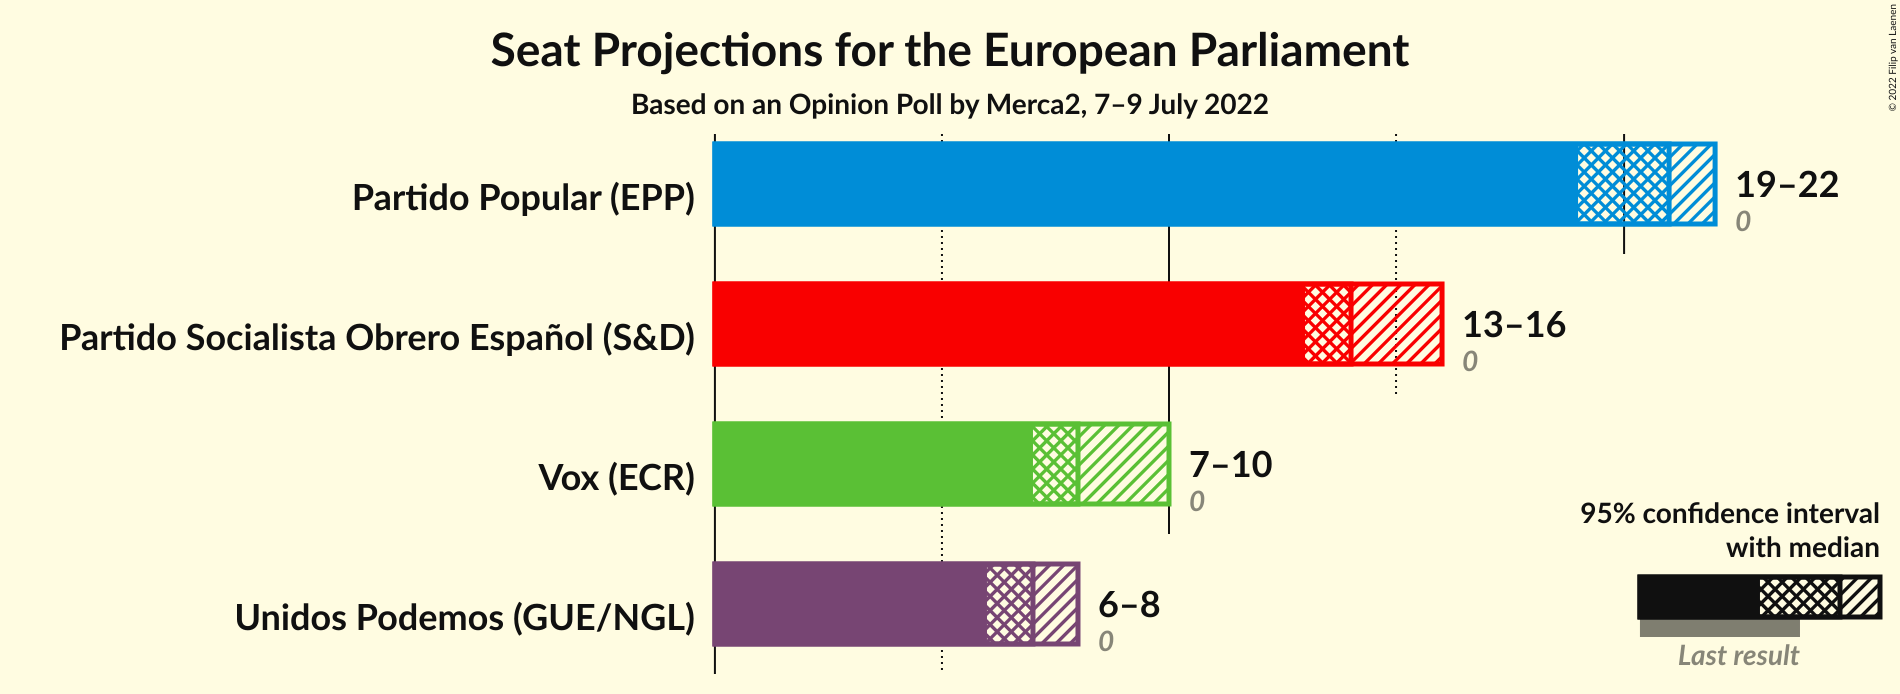 Seat Projections for the European Parliament
Based on an Opinion Poll by Merca2, 7–9 July 2022
© 2022 Filip van Laenen
Partido Popular (EPP)
19–22
0
Partido Socialista Obrero Español (S&D)
13–16
0
Vox (ECR)
7–10
0
Unidos Podemos (GUE/NGL)
6–8
0
95% confidence interval
with median
Last result